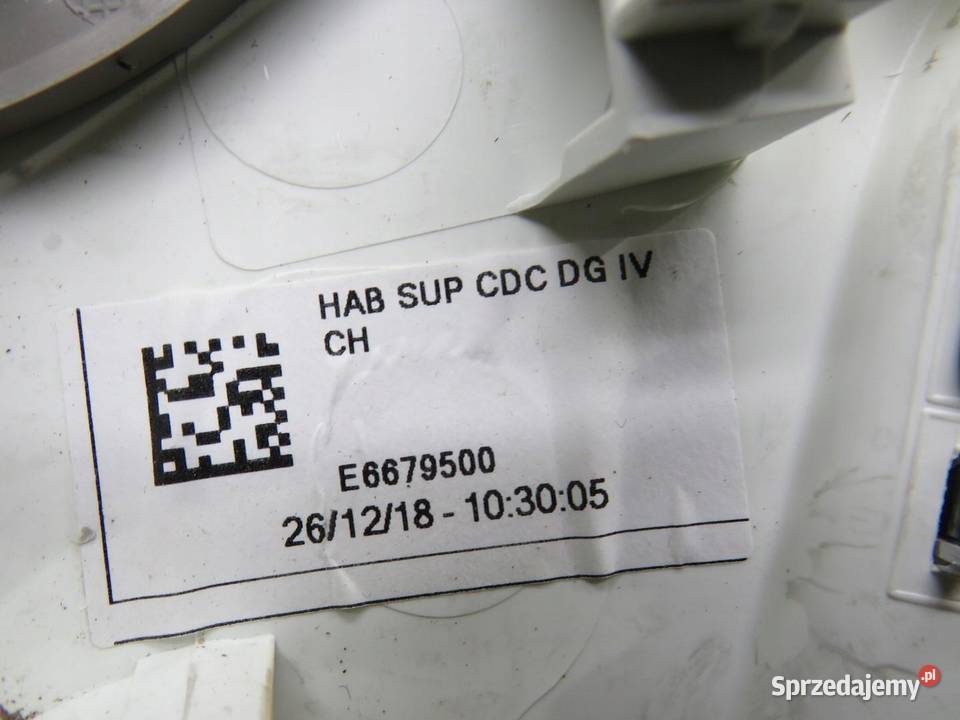 HAB SUP CDC DG IV
CH
E6679500
26/12/18 - 10:30:05
Sprzedajemy.pl